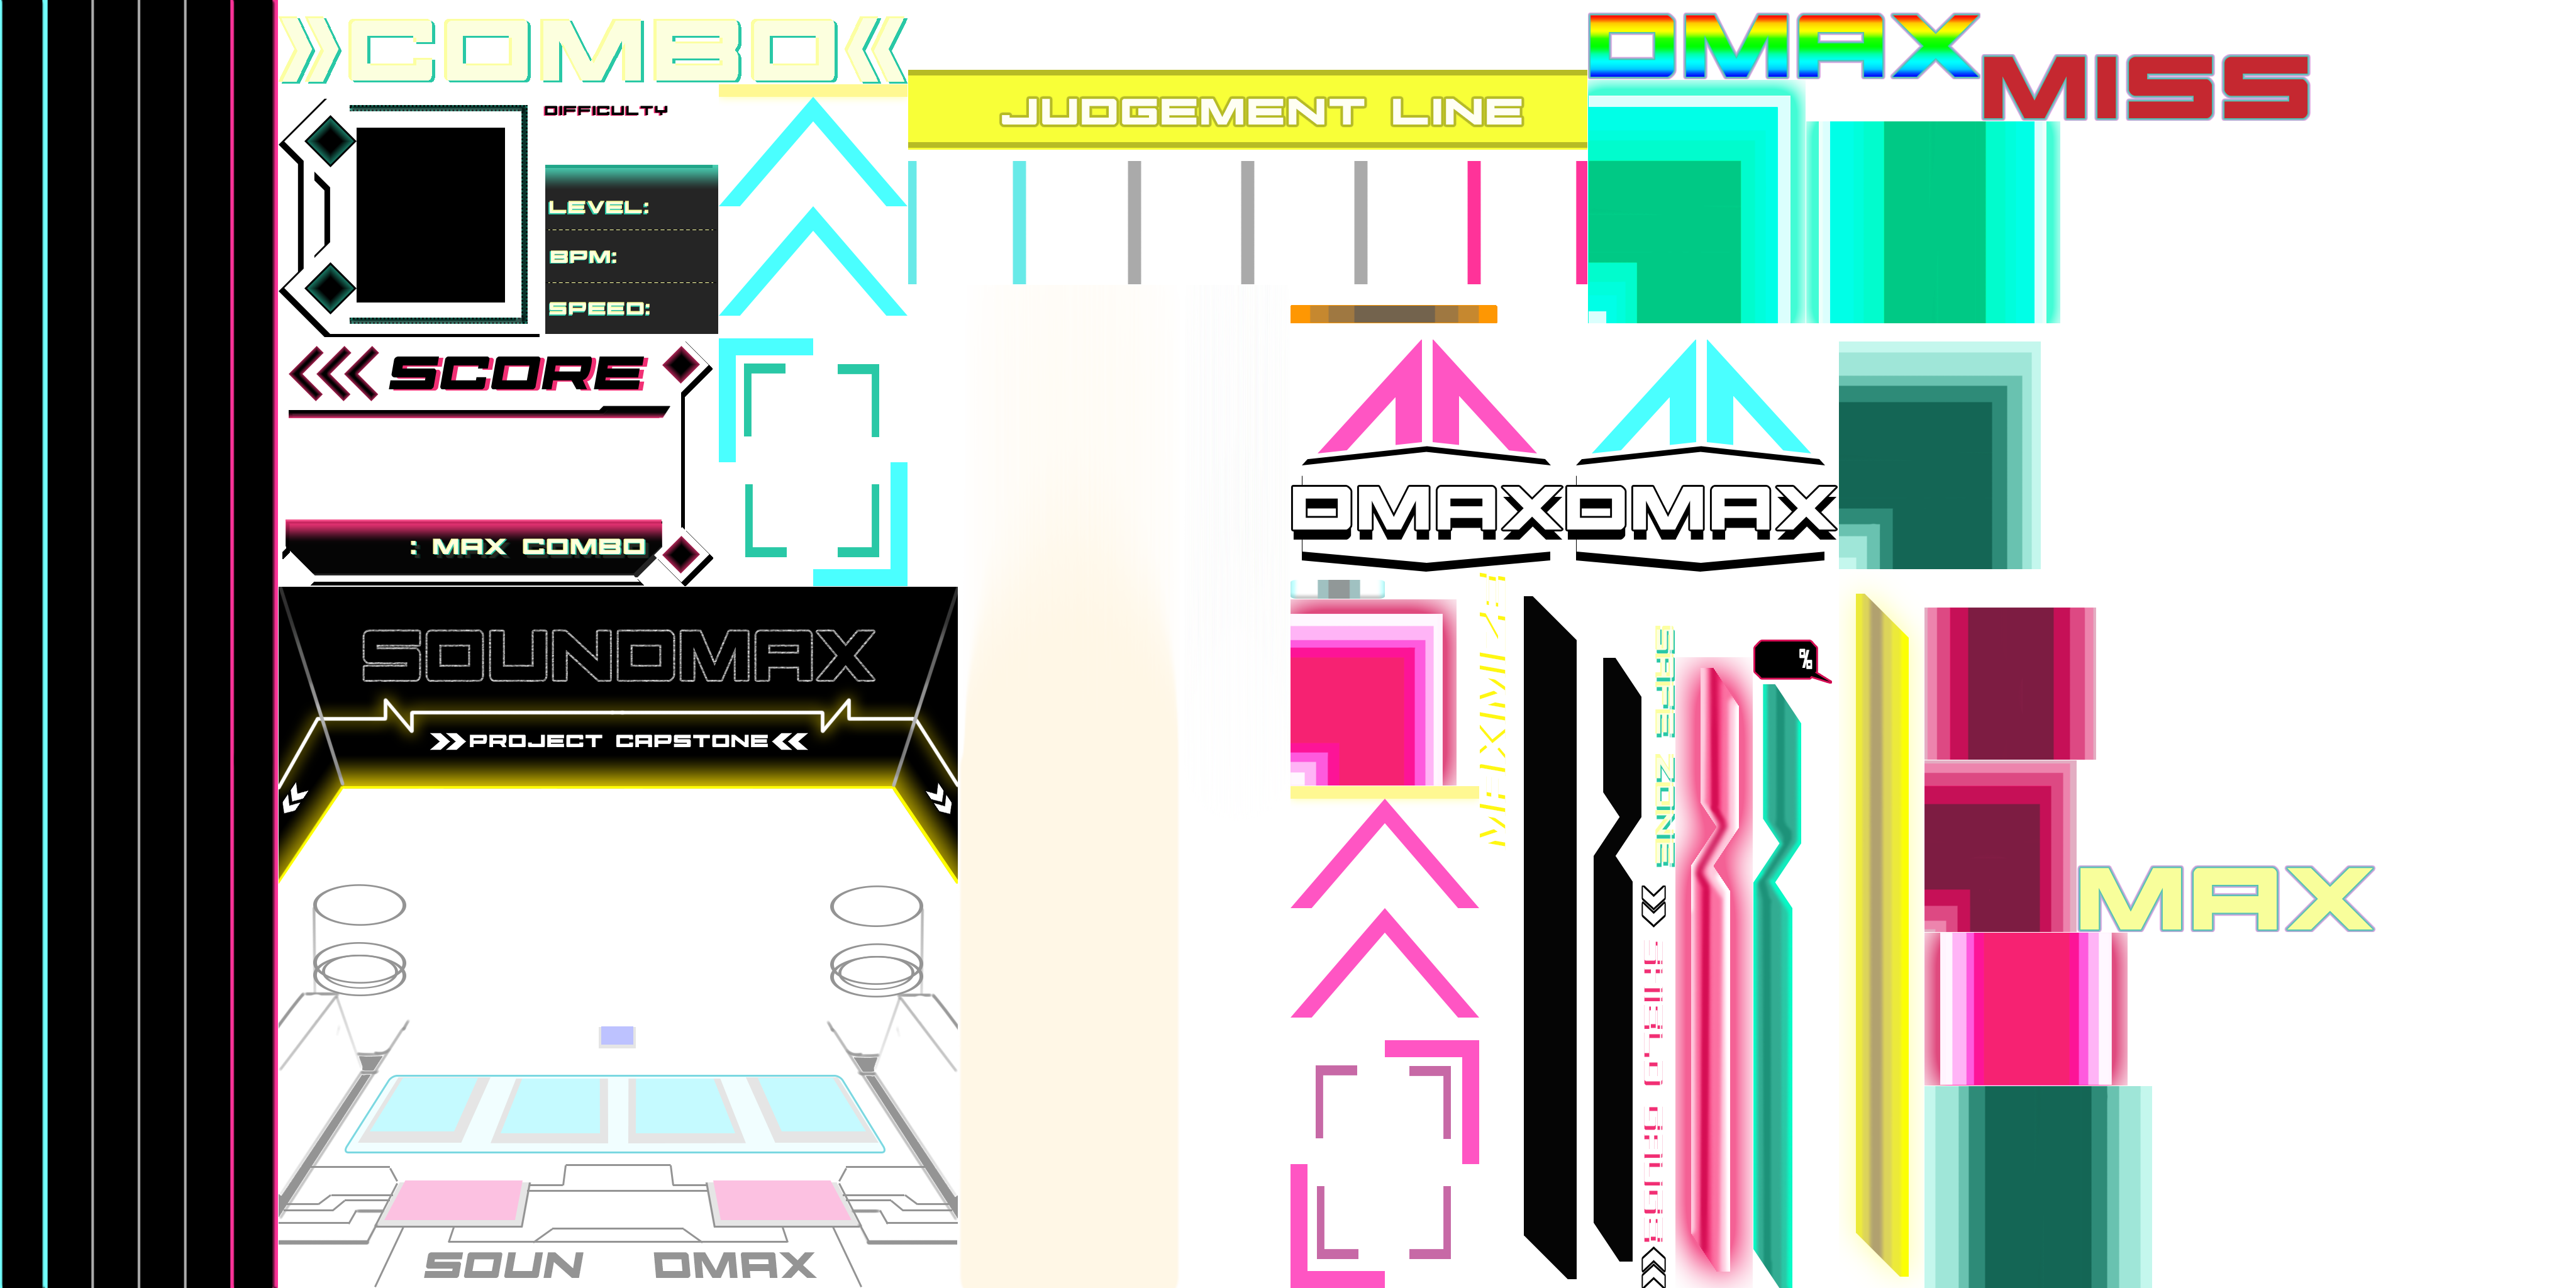 COMBO
DMAX
MISS
DIFFICULTY
JUDGEMENT LINE
LEVEL:
BPM:
SPEED:
SCORE
: MAX COMBO
DMAX
DMAX
SOUNDMAX
PROJECT CAPSTONE
%
SAFE ZONE
MAX
SOUN DMAX